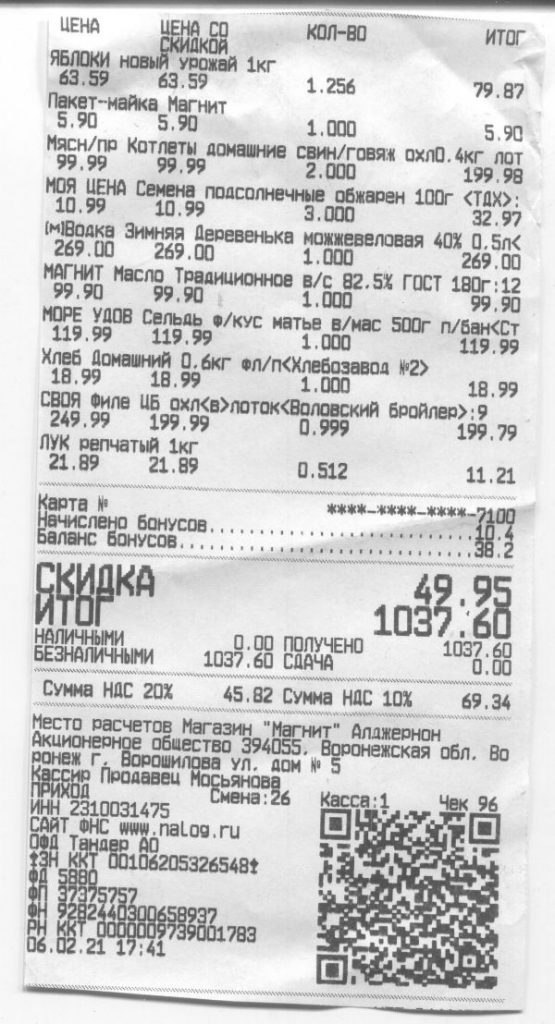 ЦЕНА ЦЕНА СО СКИДКОЙ КОЛ-ВО ИТОГ
ЯБЛОКИ новый урожай 1кг
63.59 63.59 1.256 79.87
Пакет-майка Магнит
5.90 5.90 1.000 5.90
Мясн/пр Котлеты домашние свин/говяж охл0.4кг лот
99.99 99.99 2.000 199.98
МОЯ ЦЕНА Семена подсолнечные обжарен 100г <ТДХ>:
10.99 10.99 3.000 32.97
(м)Водка Зимняя Деревенька можжевеловая 40% 0.5л<
269.00 269.00 1.000 269.00
МАГНИТ Масло Традиционное в/с 82.5% ГОСТ 180г:12
99.90 99.90 1.000 99.90
МОРЕ УДОВ Сельдь ф/кус матье в/мас 500г п/бан<Ст
119.99 119.99 1.000 119.99
Хлеб Домашний 0.6кг фл/п<Хлебозавод №2>
18.99 18.99 1.000 18.99
СВОЯ Филе ЦБ охл<в>лоток<Воловский бройлер>:9
249.99 199.99 0.999 199.79
ЛУК репчатый 1кг
21.89 21.89 0.512 11.21
Карта № ****-****-****-7100
Начислено бонусов......................10.4
Баланс бонусов.........................38.2
СКИДКА 49.95
ИТОГ 1037.60
НАЛИЧНЫМИ 0.00 ПОЛУЧЕНО 1037.60
БЕЗНАЛИЧНЫМИ 1037.60 СДАЧА 0.00
Сумма НДС 20% 45.82 Сумма НДС 10% 69.34
Место расчетов Магазин "Магнит" Алджернон
Акционерное общество 394055, Воронежская обл, Во
ронеж г, Ворошилова ул, дом № 5
Кассир Продавец Мосьянова
ПРИХОД Смена:26 Касса:1 Чек 96
ИНН 2310031475
САЙТ ФНС www.nalog.ru
ОФД Тандер АО
*ЗН ККТ 00106205326548*
ФД 5880
ФП 37375757
ФН 9282440300658937
РН ККТ 0000009739001783
06.02.21 17:41